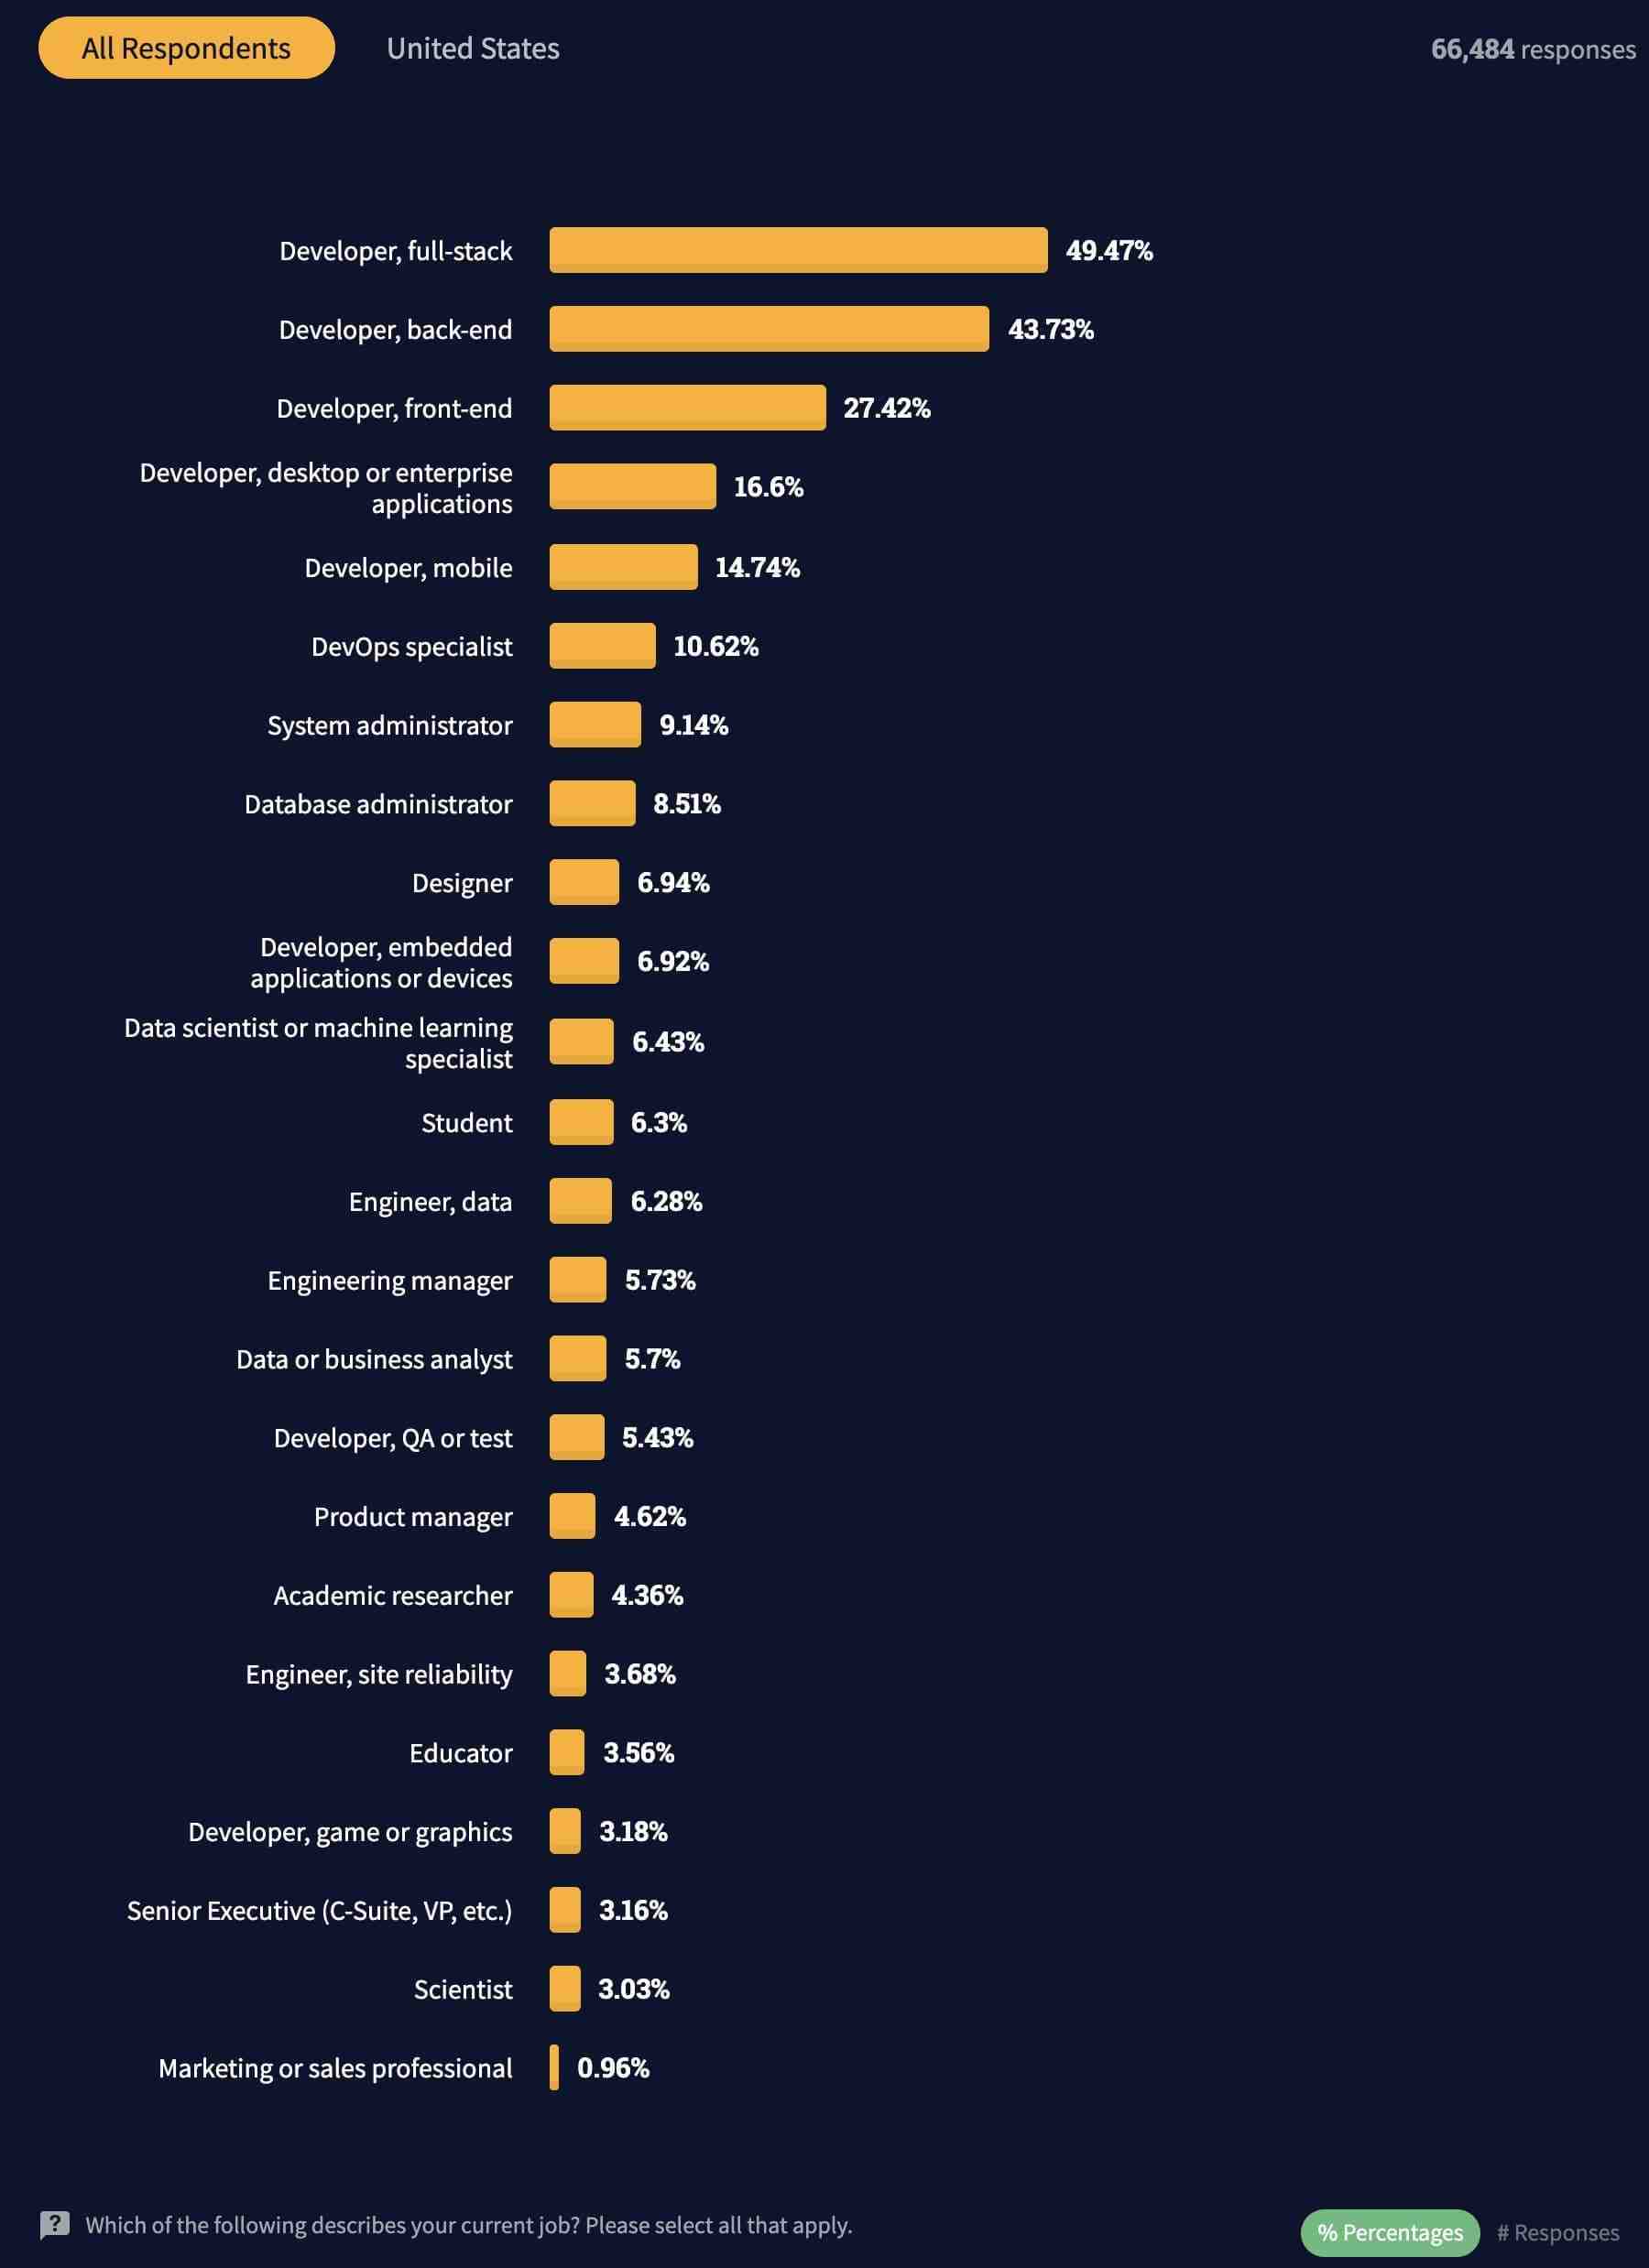 All Respondents United States 66,484 responses
Developer, full-stack 49.47%
Developer, back-end 43.73%
Developer, front-end 27.42%
Developer, desktop or enterprise
applications 16.6%
Developer, mobile 14.74%
DevOps specialist 10.62%
System administrator 9.14%
Database administrator 8.51%
Designer 6.94%
Developer, embedded
applications or devices 6.92%
Data scientist or machine learning
specialist 6.43%
Student 6.3%
Engineer, data 6.28%
Engineering manager 5.73%
Data or business analyst 5.7%
Developer, QA or test 5.43%
Product manager 4.62%
Academic researcher 4.36%
Engineer, site reliability 3.68%
Educator 3.56%
Developer, game or graphics 3.18%
Senior Executive (C-Suite, VP, etc.) 3.16%
Scientist 3.03%
Marketing or sales professional 0.96%
? Which of the following describes your current job? Please select all that apply. % Percentages # Responses